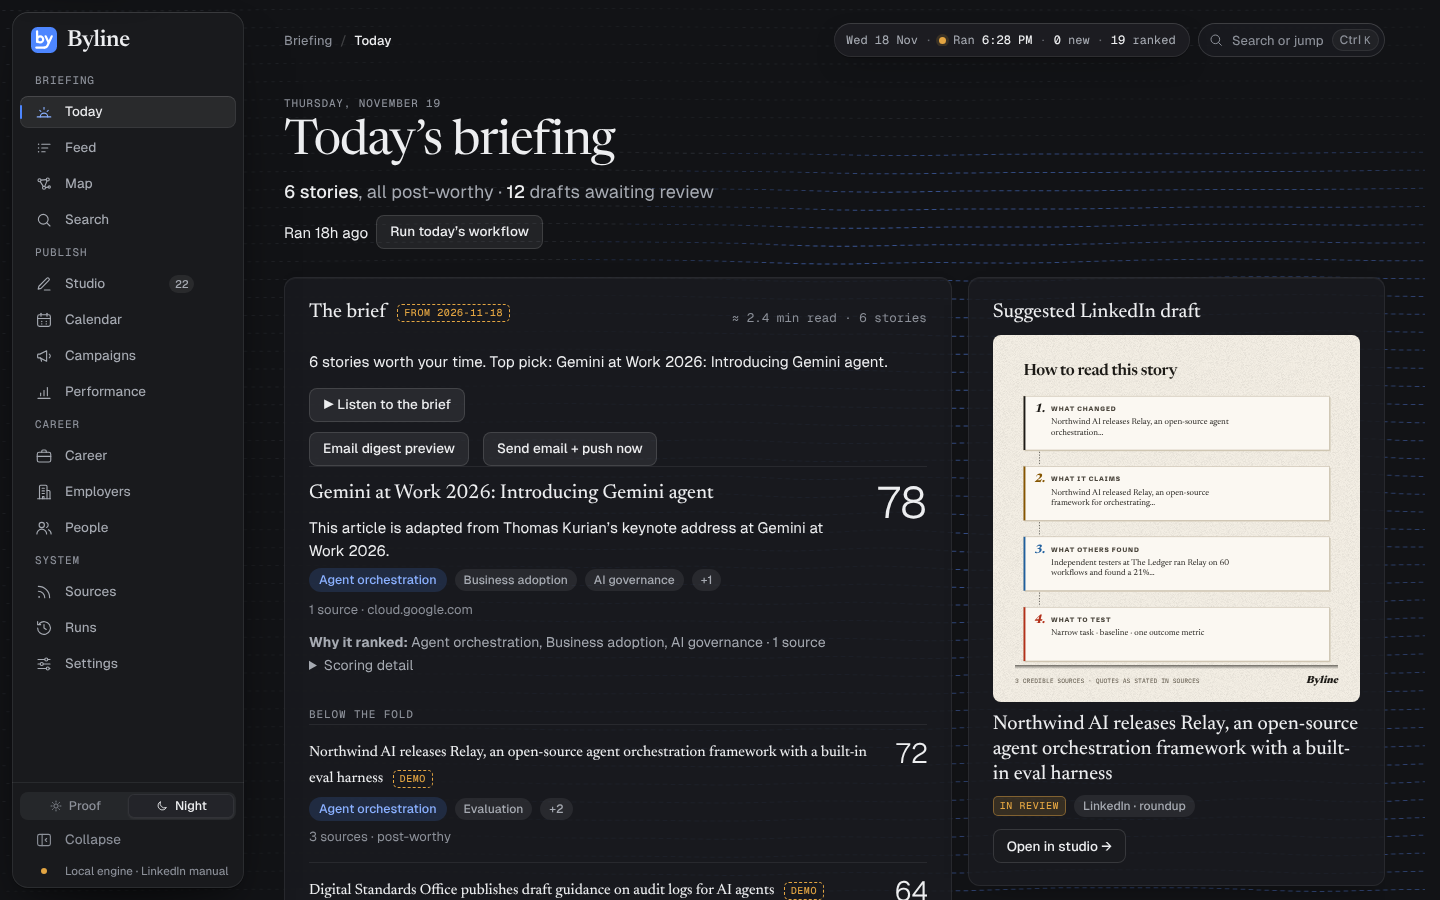 by Byline
BRIEFING
Today
Feed
Map
Search
PUBLISH
Studio 22
Calendar
Campaigns
Performance
CAREER
Career
Employers
People
SYSTEM
Sources
Runs
Settings
Proof Night
Collapse
Local engine · LinkedIn manual
Briefing / Today
Wed 18 Nov · Ran 6:28 PM · 0 new · 19 ranked
Search or jump Ctrl K
THURSDAY, NOVEMBER 19
Today’s briefing
6 stories, all post-worthy · 12 drafts awaiting review
Ran 18h ago Run today’s workflow
The brief FROM 2026-11-18
≈ 2.4 min read · 6 stories
6 stories worth your time. Top pick: Gemini at Work 2026: Introducing Gemini agent.
▶ Listen to the brief
Email digest preview Send email + push now
Gemini at Work 2026: Introducing Gemini agent 78
This article is adapted from Thomas Kurian’s keynote address at Gemini at
Work 2026.
Agent orchestration Business adoption AI governance +1
1 source · cloud.google.com
Why it ranked: Agent orchestration, Business adoption, AI governance · 1 source
▶ Scoring detail
BELOW THE FOLD
Northwind AI releases Relay, an open-source agent orchestration framework with a built-in 72
eval harness DEMO
Agent orchestration Evaluation +2
3 sources · post-worthy
Digital Standards Office publishes draft guidance on audit logs for AI agents DEMO 64
Suggested LinkedIn draft
How to read this story
1. WHAT CHANGED
Northwind AI releases Relay, an open-source agent
orchestration...
2. WHAT IT CLAIMS
Northwind AI released Relay, an open-source
framework for orchestrating...
3. WHAT OTHERS FOUND
Independent testers at The Ledger ran Relay on 60
workflows and found a 21%...
4. WHAT TO TEST
Narrow task · baseline · one outcome metric
3 CREDIBLE SOURCES · QUOTES AS STATED IN SOURCES Byline
Northwind AI releases Relay, an open-source
agent orchestration framework with a built-
in eval harness
IN REVIEW LinkedIn · roundup
Open in studio →